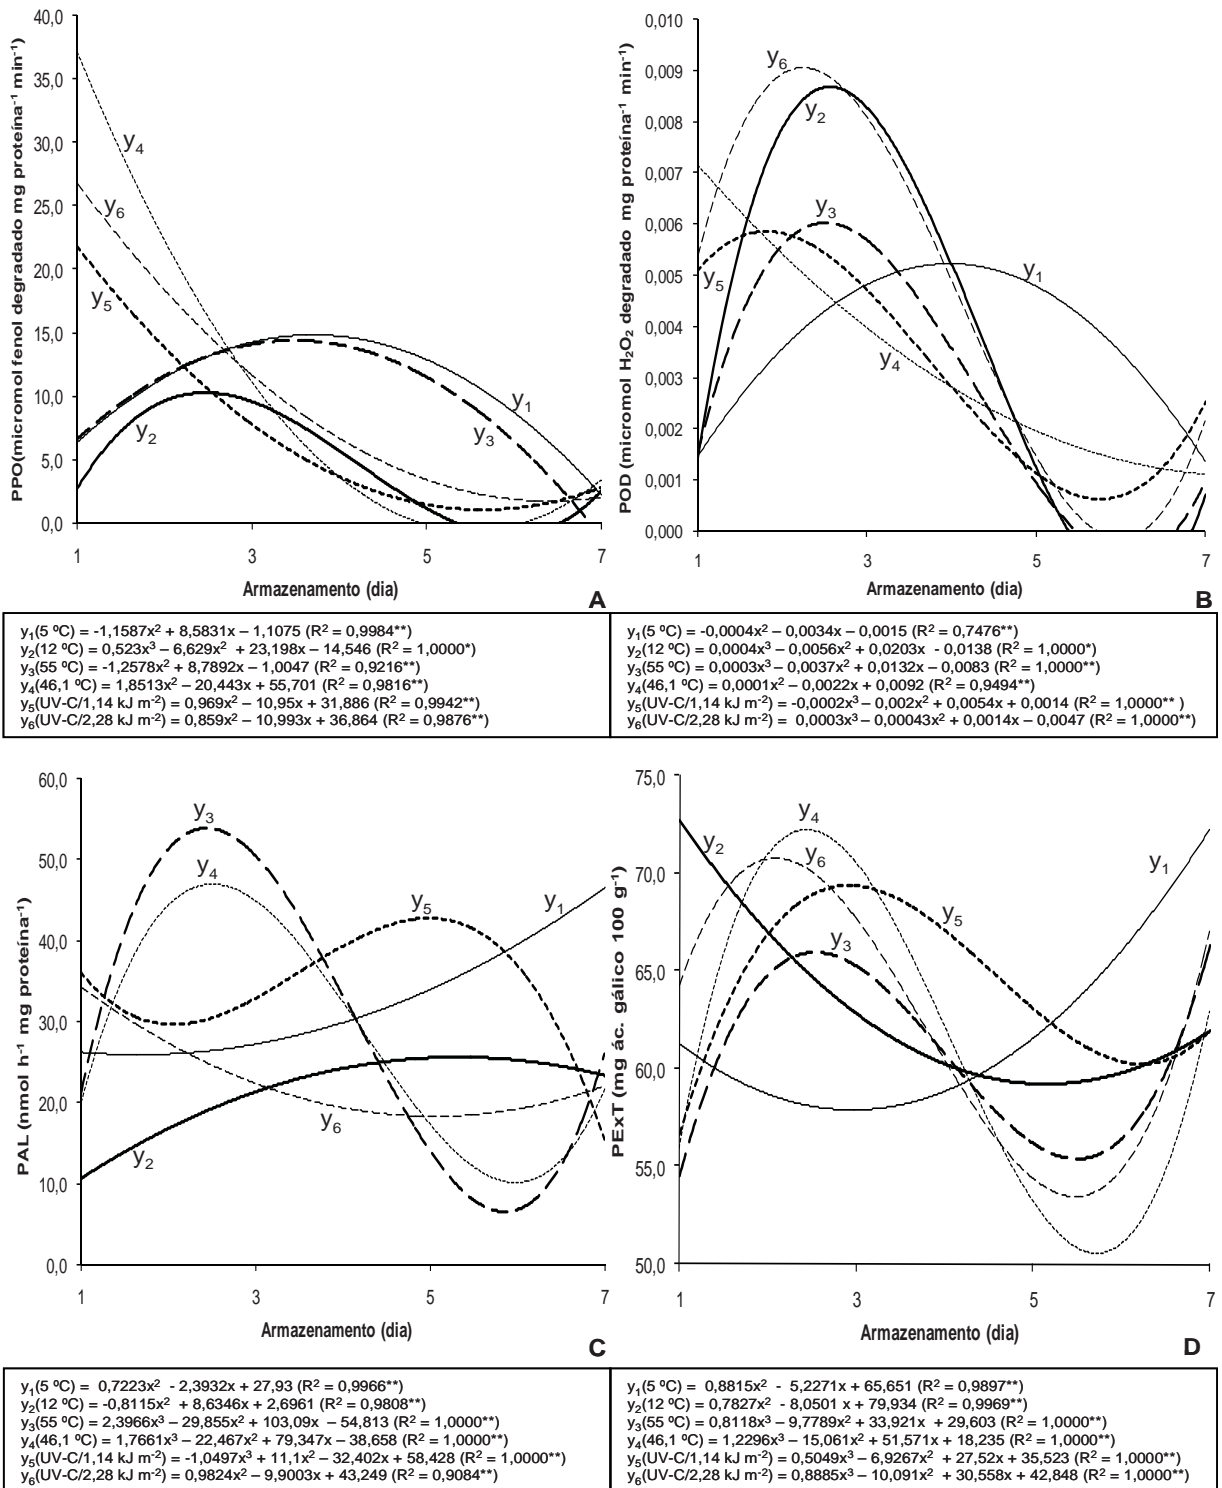 PPO(micromol fenol degradado mg proteína⁻¹ min⁻¹)
40,0
35,0
30,0
25,0
20,0
15,0
10,0
5,0
0,0
y₄
y₆
y₅
y₂
y₁
y₃
1 3 5 7
Armazenamento (dia)
A
POD (micromol H₂O₂ degradado mg proteína⁻¹ min⁻¹)
0,010
0,009
0,008
0,007
0,006
0,005
0,004
0,003
0,002
0,001
0,000
y₆
y₂
y₃
y₅
y₁
y₄
1 3 5 7
Armazenamento (dia)
B
y₁(5 ºC) = -1,1587x² + 8,5831x – 1,1075 (R² = 0,9984**)
y₂(12 ºC) = 0,523x³ – 6,629x² + 23,198x – 14,546 (R² = 1,0000*)
y₃(55 ºC) = -1,2578x² + 8,7892x – 1,0047 (R² = 0,9216**)
y₄(46,1 ºC) = 1,8513x² – 20,443x + 55,701 (R² = 0,9816**)
y₅(UV-C/1,14 kJ m⁻²) = 0,969x² – 10,95x + 31,886 (R² = 0,9942**)
y₆(UV-C/2,28 kJ m⁻²) = 0,859x² – 10,993x + 36,864 (R² = 0,9876**)
y₁(5 ºC) = -0,0004x² – 0,0034x – 0,0015 (R² = 0,7476**)
y₂(12 ºC) = 0,0004x³ – 0,0056x² + 0,0203x -0,0138 (R² = 1,0000*)
y₃(55 ºC) = 0,0003x³ – 0,0037x² + 0,0132x – 0,0083 (R² = 1,0000**)
y₄(46,1 ºC) = 0,0001x² – 0,0022x + 0,0092 (R² = 0,9494**)
y₅(UV-C/1,14 kJ m⁻²) = -0,0002x³ – 0,002x² + 0,0054x + 0,0014 (R² = 1,0000** )
y₆(UV-C/2,28 kJ m⁻²) = 0,0003x³ – 0,00043x² + 0,0014x – 0,0047 (R² = 1,0000**)
PAL (nmol h⁻¹ mg proteína⁻¹)
60,0
50,0
40,0
30,0
20,0
10,0
0,0
y₃
y₄
y₅
y₁
y₆
y₂
1 3 5 7
Armazenamento (dia)
C
PExT (mg ác. gálico 100 g⁻¹)
75,0
70,0
65,0
60,0
55,0
50,0
y₄
y₂
y₆
y₁
y₅
y₃
1 3 5 7
Armazenamento (dia)
D
y₁(5 ºC) = 0,7223x² - 2,3932x + 27,93 (R² = 0,9966**)
y₂(12 ºC) = -0,8115x² + 8,6346x + 2,6961 (R² = 0,9808**)
y₃(55 ºC) = 2,3966x³ – 29,855x² + 103,09x – 54,813 (R² = 1,0000**)
y₄(46,1 ºC) = 1,7661x³ – 22,467x² + 79,347x – 38,658 (R² = 1,0000**)
y₅(UV-C/1,14 kJ m⁻²) = -1,0497x³ + 11,1x² – 32,402x + 58,428 (R² = 1,0000**)
y₆(UV-C/2,28 kJ m⁻²) = 0,9824x² – 9,9003x + 43,249 (R² = 0,9084**)
y₁(5 ºC) = 0,8815x² - 5,2271x + 65,651 (R² = 0,9897**)
y₂(12 ºC) = 0,7827x² - 8,0501 x + 79,934 (R² = 0,9969**)
y₃(55 ºC) = 0,8118x³ – 9,7789x² + 33,921x + 29,603 (R² = 1,0000**)
y₄(46,1 ºC) = 1,2296x³ – 15,061x² + 51,571x + 18,235 (R² = 1,0000**)
y₅(UV-C/1,14 kJ m⁻²) = 0,5049x³ – 6,9267x² + 27,52x + 35,523 (R² = 1,0000**)
y₆(UV-C/2,28 kJ m⁻²) = 0,8885x³ – 10,091x² + 30,558x + 42,848 (R² = 1,0000**)